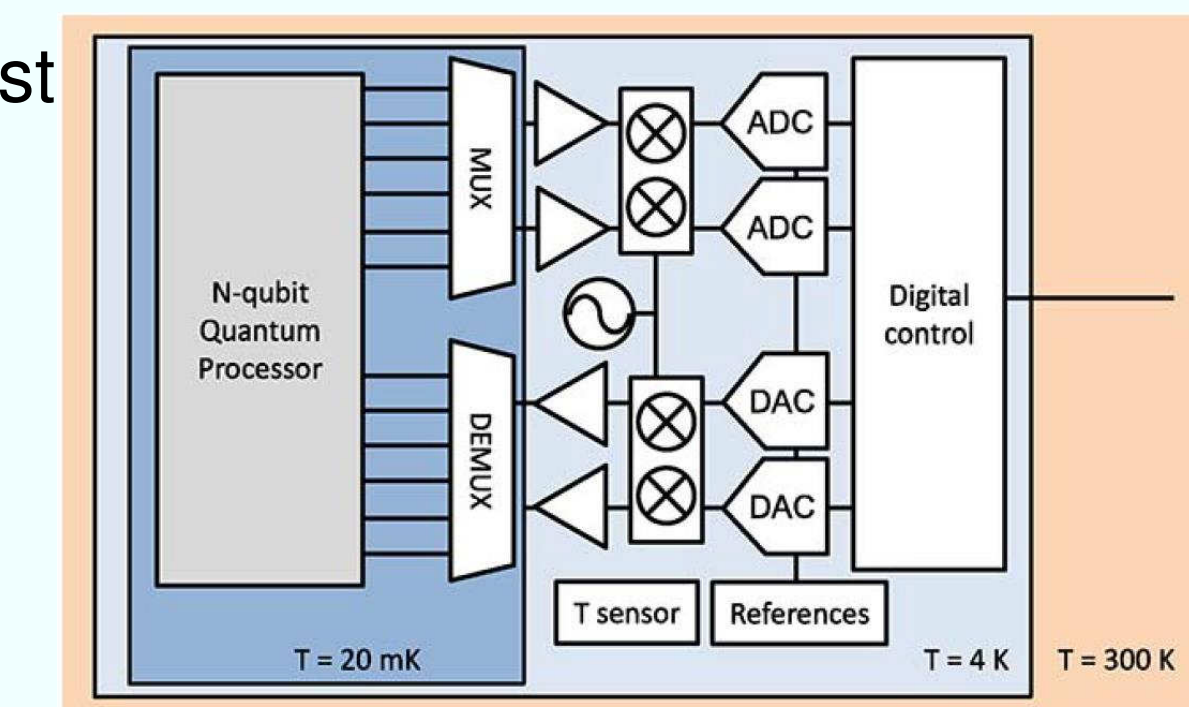 st
MUX
ADC
ADC
N-qubit
Quantum
Processor
Digital
control
DEMUX
DAC
DAC
T sensor
References
T = 20 mK
T = 4 K
T = 300 K